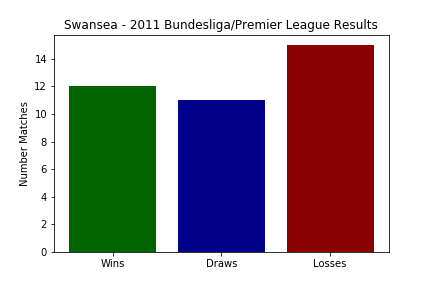 Swansea - 2011 Bundesliga/Premier League Results
Number Matches
14
12
10
8
6
4
2
0
Wins Draws Losses